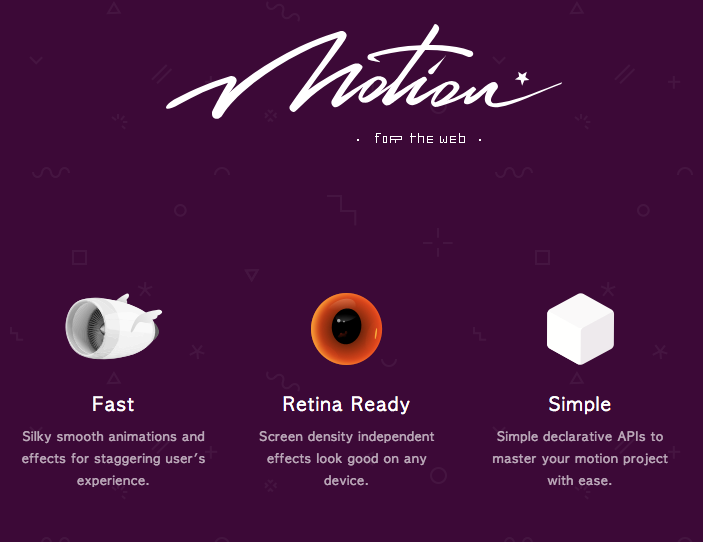 Motion
· for the web ·
Fast
Silky smooth animations and
effects for staggering user's
experience.
Retina Ready
Screen density independent
effects look good on any
device.
Simple
Simple declarative APIs to
master your motion project
with ease.